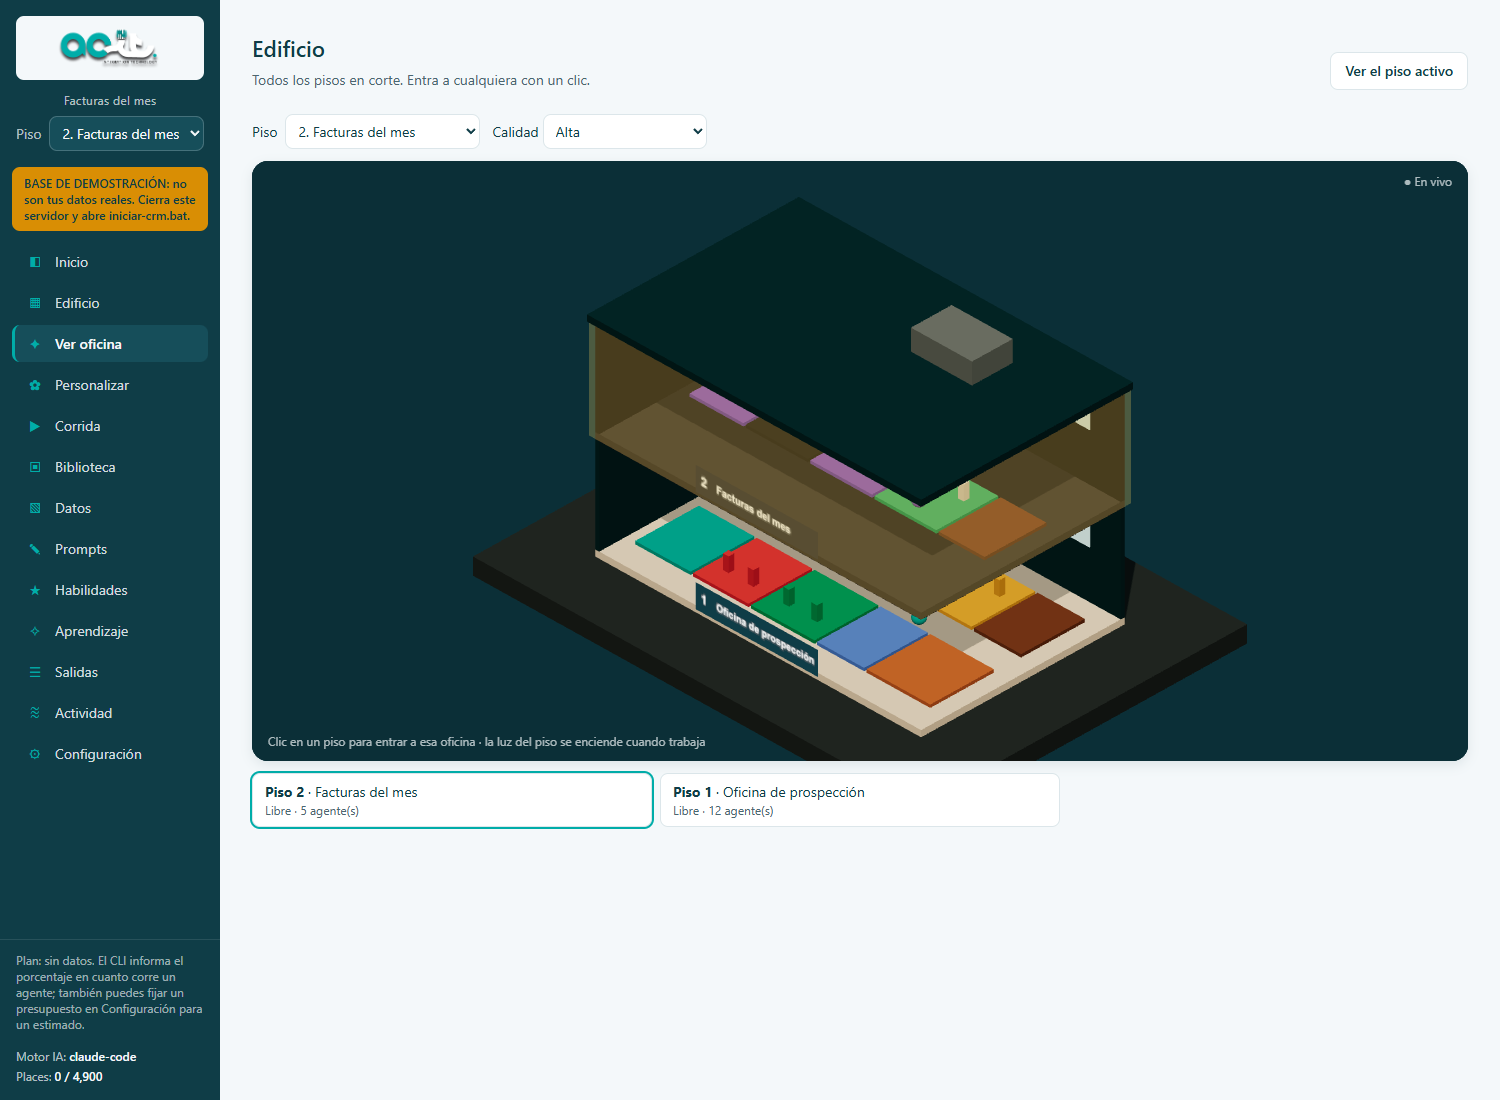 acit
Facturas del mes
Piso
2. Facturas del mes
BASE DE DEMOSTRACIÓN: no
son tus datos reales. Cierra este
servidor y abre iniciar-crm.bat.
Inicio
Edificio
Ver oficina
Personalizar
Corrida
Biblioteca
Datos
Prompts
Habilidades
Aprendizaje
Salidas
Actividad
Configuración
Plan: sin datos. El CLI informa el
porcentaje en cuanto corre un
agente; también puedes fijar un
presupuesto en Configuración para
un estimado.
Motor IA: claude-code
Places: 0 / 4,900
Edificio
Todos los pisos en corte. Entra a cualquiera con un clic.
Ver el piso activo
Piso
2. Facturas del mes
Calidad
Alta
● En vivo
2 Facturas del mes
1 Oficina de prospección
Clic en un piso para entrar a esa oficina · la luz del piso se enciende cuando trabaja
Piso 2 · Facturas del mes
Libre · 5 agente(s)
Piso 1 · Oficina de prospección
Libre · 12 agente(s)